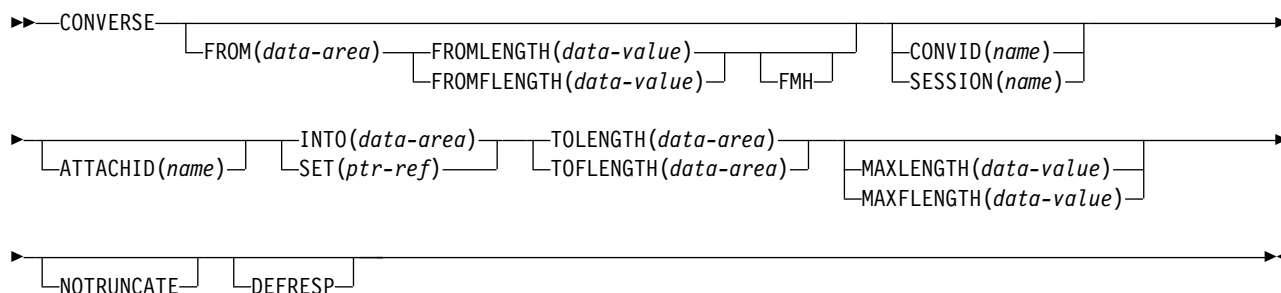 CONVERSE
FROM(data-area) FROMLENGTH(data-value) CONVID(name)
FROMFLENGTH(data-value) FMH SESSION(name)
INTO(data-area) TOLENGTH(data-area)
ATTACHID(name) SET(ptr-ref) TOFLENGTH(data-area) MAXLENGTH(data-value)
MAXFLENGTH(data-value)
NOTRUNCATE DEFRESP